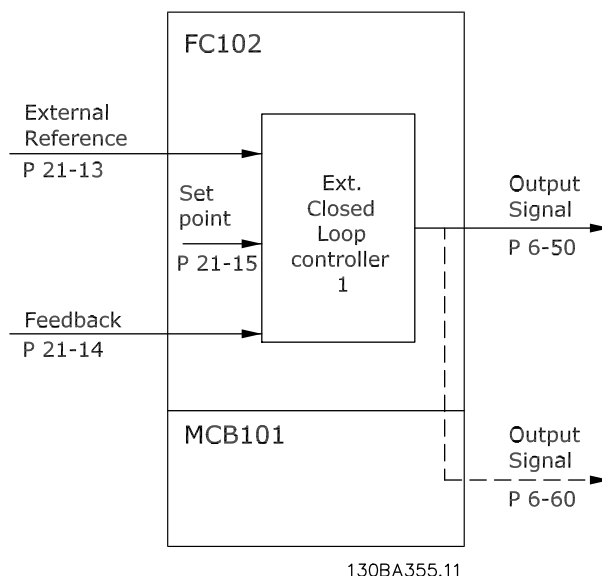 FC102
External
Reference
P 21-13
Set
point
P 21-15
Ext.
Closed
Loop
controller
1
Output
Signal
P 6-50
Feedback
P 21-14
MCB101
Output
Signal
P 6-60
130BA355.11